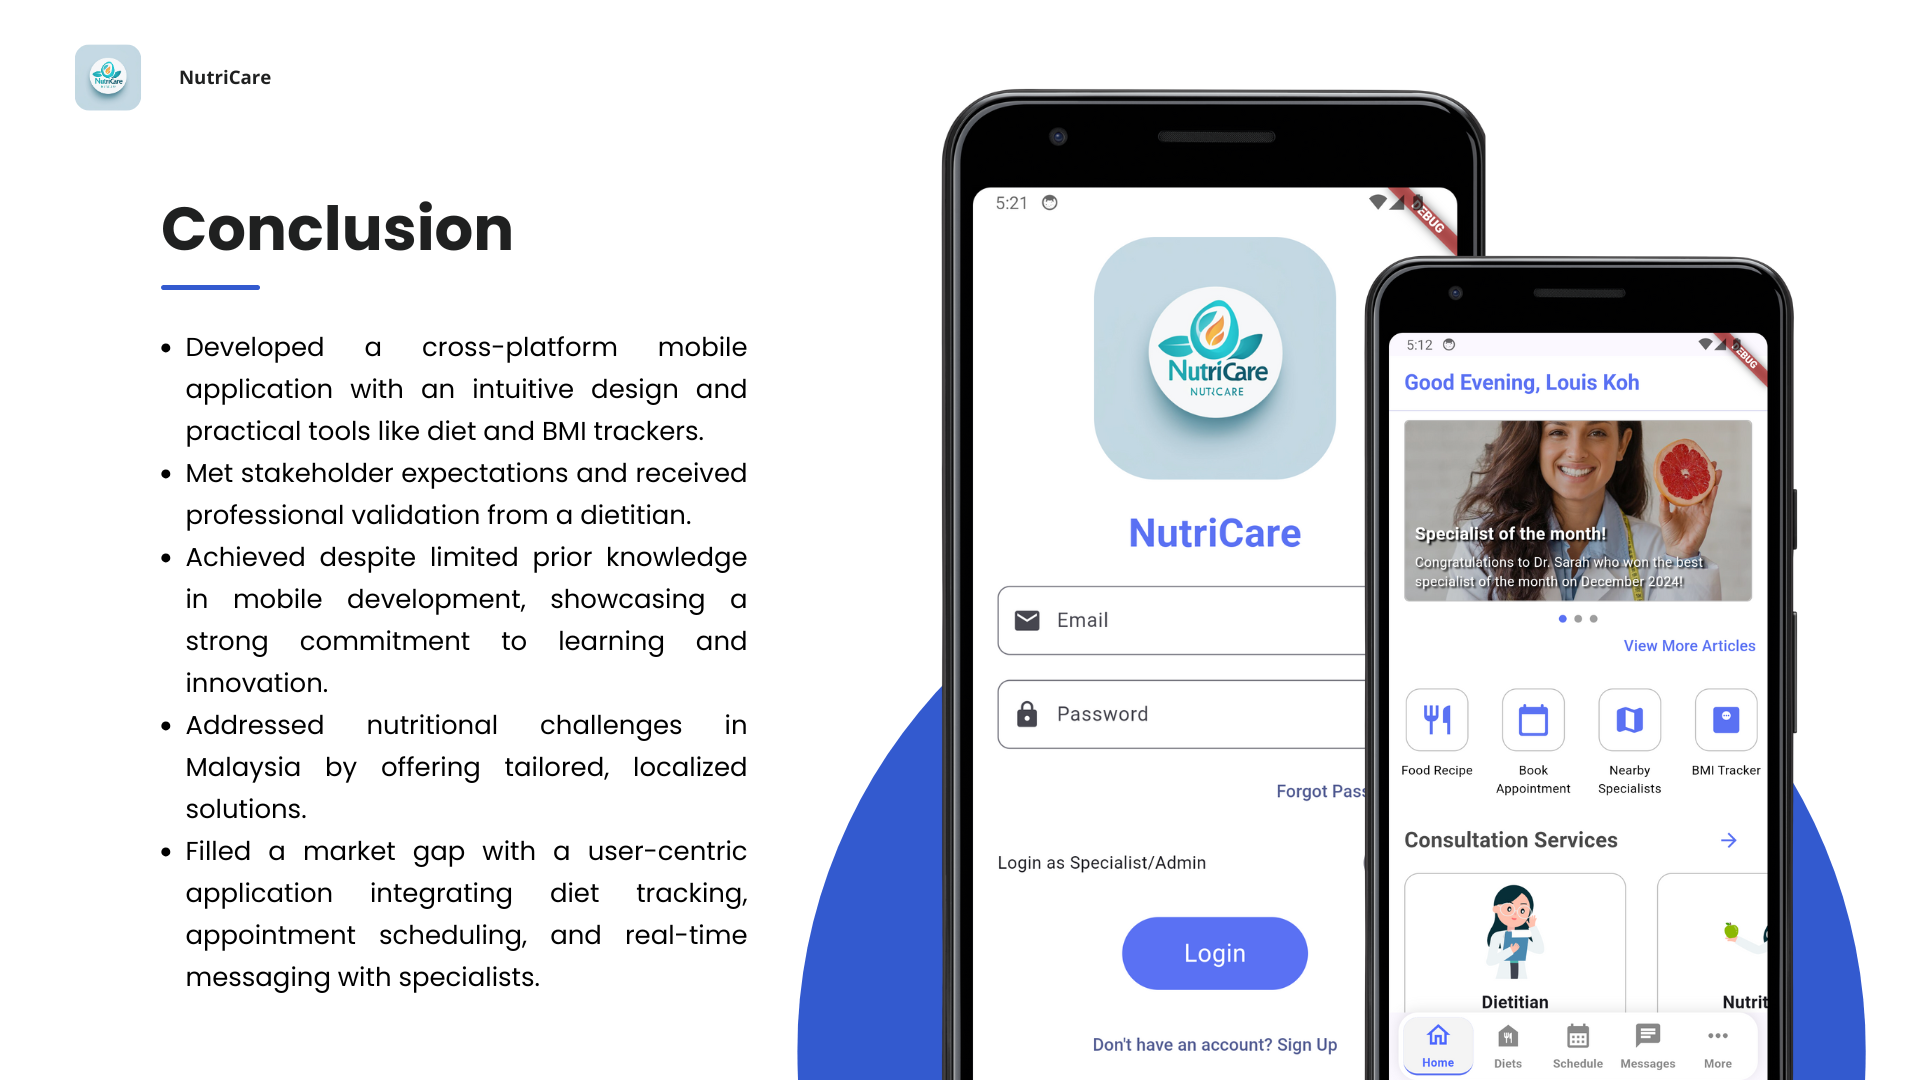 NutriCare
NutriCare
Conclusion
• Developed a cross-platform mobile
application with an intuitive design and
practical tools like diet and BMI trackers.
• Met stakeholder expectations and received
professional validation from a dietitian.
• Achieved despite limited prior knowledge
in mobile development, showcasing a
strong commitment to learning and
innovation.
• Addressed nutritional challenges in
Malaysia by offering tailored, localized
solutions.
• Filled a market gap with a user-centric
application integrating diet tracking,
appointment scheduling, and real-time
messaging with specialists.
5:21
DEBUG
NutriCare
NUTRICARE
NutriCare
Email
Password
Forgot Pass
Login as Specialist/Admin
Login
Don't have an account? Sign Up
5:12
DEBUG
Good Evening, Louis Koh
Specialist of the month!
Congratulations to Dr. Sarah who won the best
specialist of the month on December 2024!
View More Articles
Food Recipe
Book
Appointment
Nearby
Specialists
BMI Tracker
Consultation Services
Dietitian
Nutrit
Home
Diets
Schedule
Messages
More